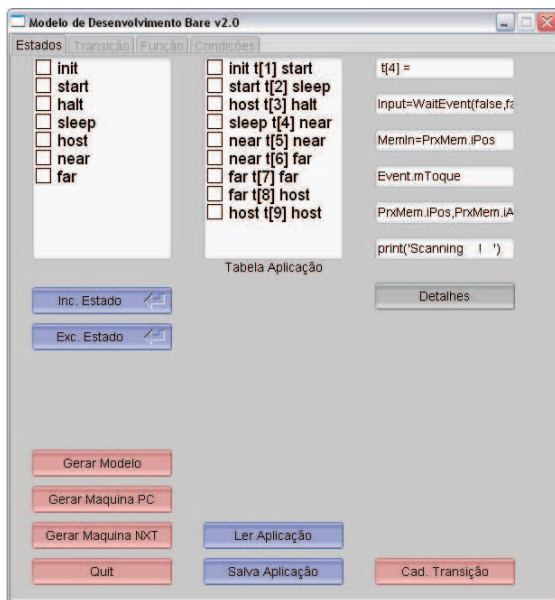 Modelo de Desenvolvimento Bare v2.0
Estados Transição Função Condições
init
start
halt
sleep
host
near
far
init t[1] start
start t[2] sleep
host t[3] halt
sleep t[4] near
near t[5] near
near t[6] far
far t[7] far
far t[8] host
host t[9] host
Tabela Aplicação
t[4] =
Input=WaitEvent(false,fa
MemIn=PrxMem.iPos
Event.mToque
PrxMem.iPos,PrxMem.iA
print('Scanning ! ')
Detalhes
Inc. Estado
Exc. Estado
Gerar Modelo
Gerar Maquina PC
Gerar Maquina NXT
Quit
Ler Aplicação
Salva Aplicação
Cad. Transição